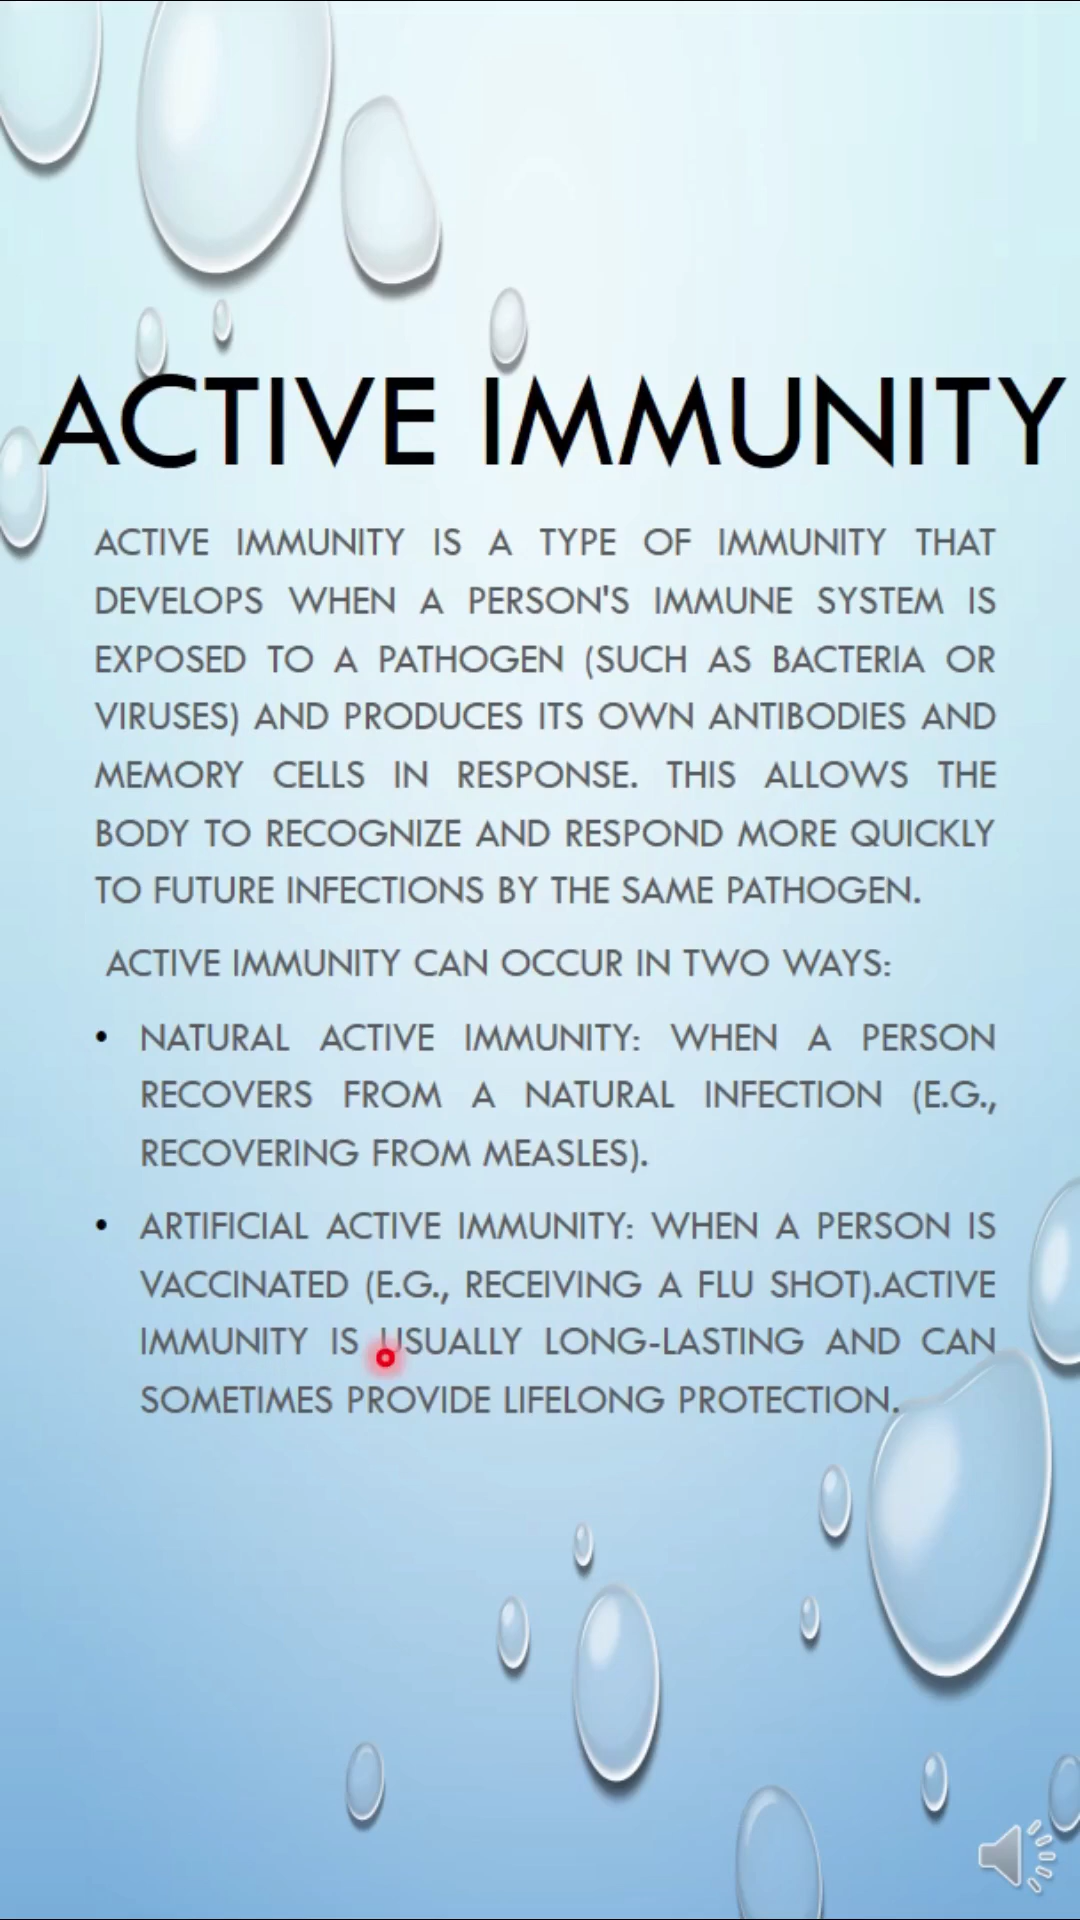 ACTIVE IMMUNITY
ACTIVE IMMUNITY IS A TYPE OF IMMUNITY THAT
DEVELOPS WHEN A PERSON'S IMMUNE SYSTEM IS
EXPOSED TO A PATHOGEN (SUCH AS BACTERIA OR
VIRUSES) AND PRODUCES ITS OWN ANTIBODIES AND
MEMORY CELLS IN RESPONSE. THIS ALLOWS THE
BODY TO RECOGNIZE AND RESPOND MORE QUICKLY
TO FUTURE INFECTIONS BY THE SAME PATHOGEN.
ACTIVE IMMUNITY CAN OCCUR IN TWO WAYS:
• NATURAL ACTIVE IMMUNITY: WHEN A PERSON
RECOVERS FROM A NATURAL INFECTION (E.G.,
RECOVERING FROM MEASLES).
• ARTIFICIAL ACTIVE IMMUNITY: WHEN A PERSON IS
VACCINATED (E.G., RECEIVING A FLU SHOT).ACTIVE
IMMUNITY IS USUALLY LONG-LASTING AND CAN
SOMETIMES PROVIDE LIFELONG PROTECTION.